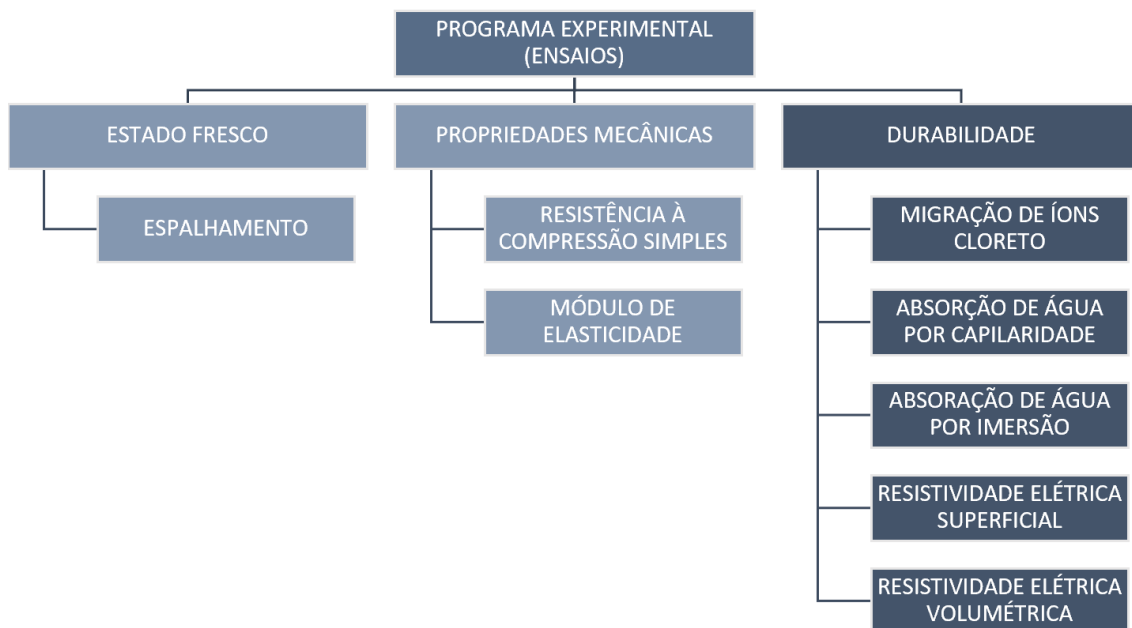 PROGRAMA EXPERIMENTAL
(ENSAIOS)
ESTADO FRESCO
ESPALHAMENTO
PROPRIEDADES MECÂNICAS
RESISTÊNCIA À
COMPRESSÃO SIMPLES
MÓDULO DE
ELASTICIDADE
DURABILIDADE
MIGRAÇÃO DE ÍONS
CLORETO
ABSORÇÃO DE ÁGUA
POR CAPILARIDADE
ABSORAÇÃO DE ÁGUA
POR IMERSÃO
RESISTIVIDADE ELÉTRICA
SUPERFICIAL
RESISTIVIDADE ELÉTRICA
VOLUMÉTRICA